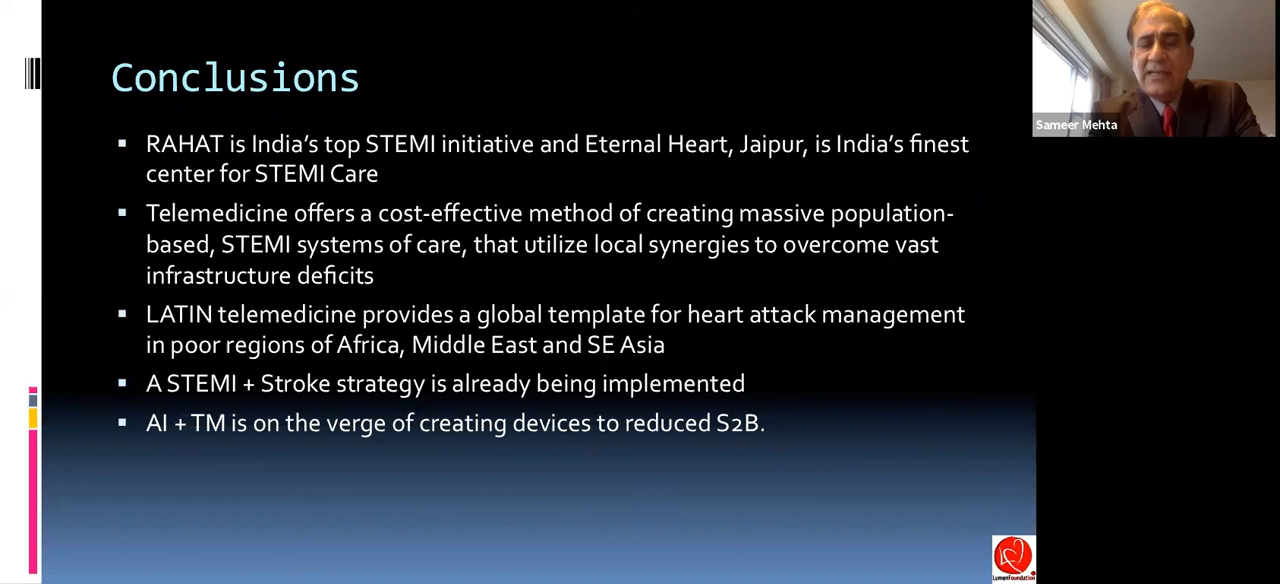 Conclusions
RAHAT is India's top STEMI initiative and Eternal Heart, Jaipur, is India's finest
center for STEMI Care
Telemedicine offers a cost-effective method of creating massive population-
based, STEMI systems of care, that utilize local synergies to overcome vast
infrastructure deficits
LATIN telemedicine provides a global template for heart attack management
in poor regions of Africa, Middle East and SE Asia
A STEMI + Stroke strategy is already being implemented
AI + TM is on the verge of creating devices to reduced S2B.
Sameer Mehta
LumenFoundation